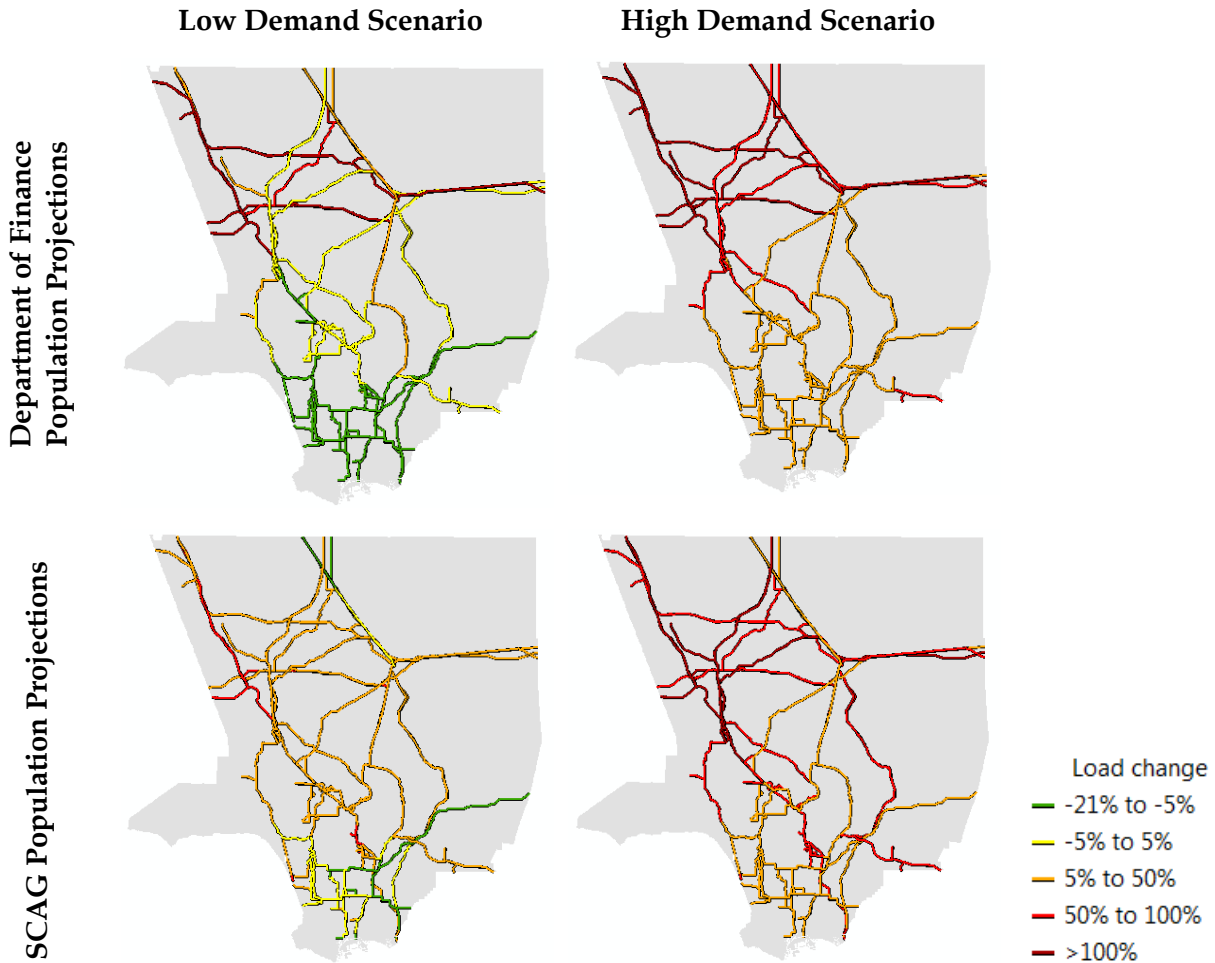 Low Demand Scenario
High Demand Scenario
Department of Finance
Population Projections
SCAG Population Projections
Load change
-21% to -5%
-5% to 5%
5% to 50%
50% to 100%
>100%